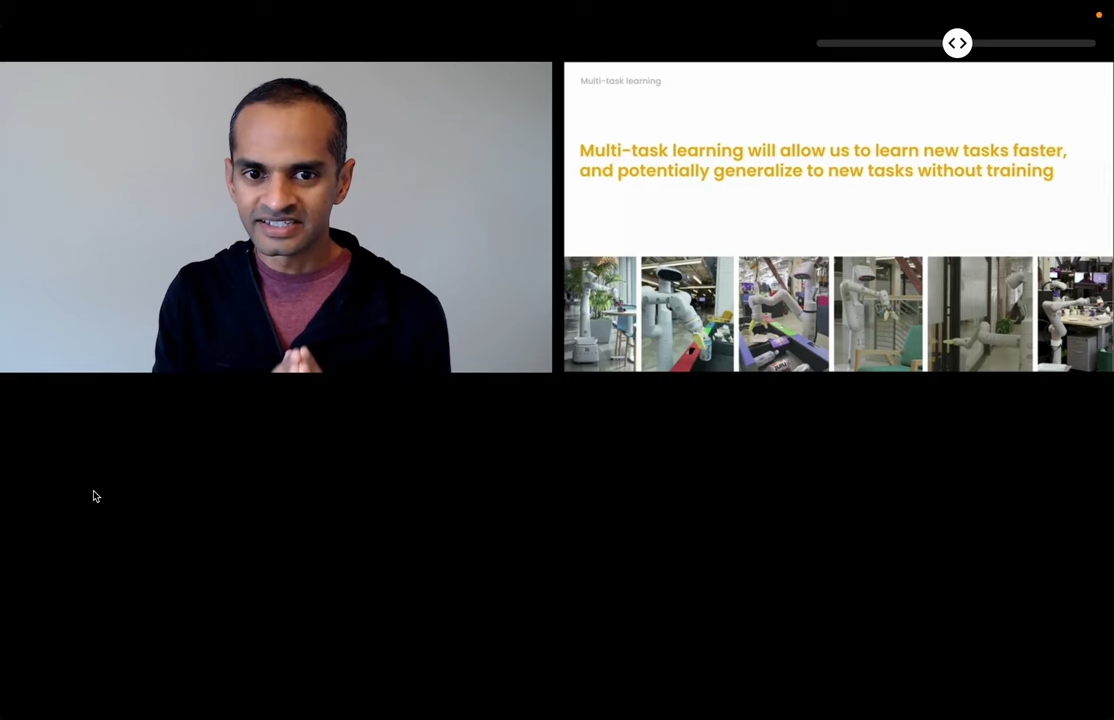 Multi-task learning
Multi-task learning will allow us to learn new tasks faster,
and potentially generalize to new tasks without training